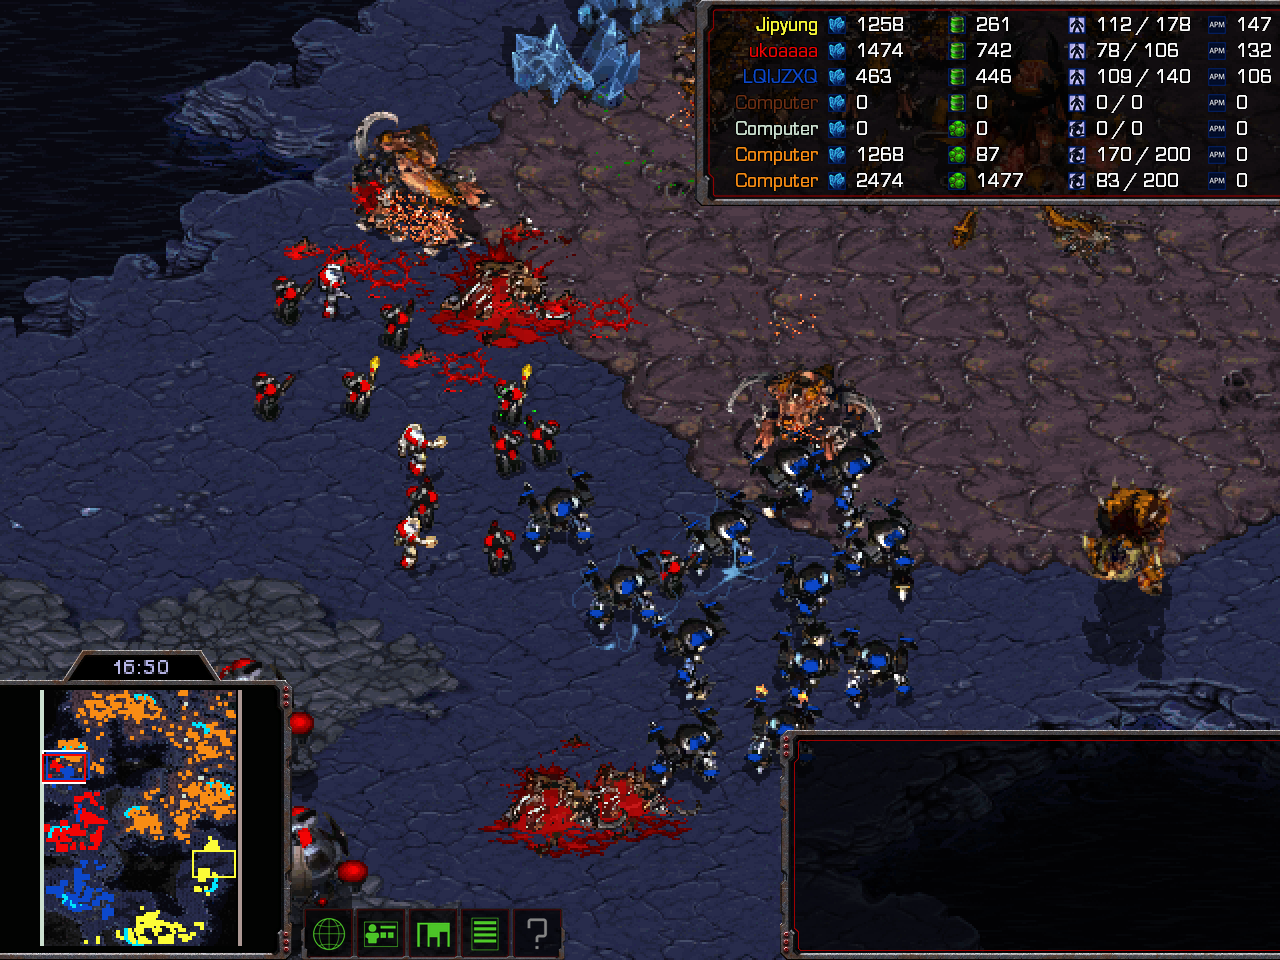 Jipyung 1258 261 112 / 178 APM 147
ukoaaaa 1474 742 78 / 106 APM 132
LQIJZXQ 463 446 109 / 140 APM 106
Computer 0 0 0 / 0 APM 0
Computer 0 0 0 / 0 APM 0
Computer 1268 87 170 / 200 APM 0
Computer 2474 1477 83 / 200 APM 0
16:50
?